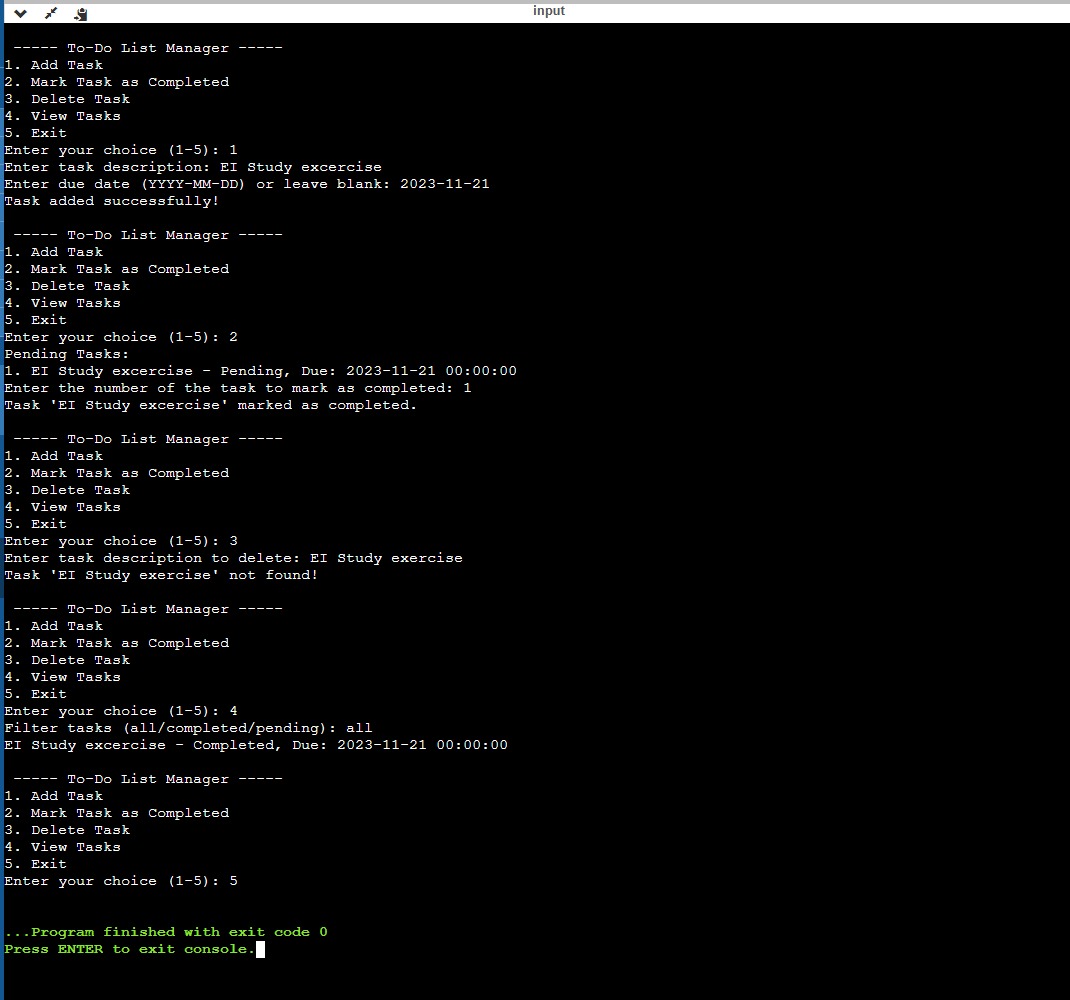 input
----- To-Do List Manager -----
1. Add Task
2. Mark Task as Completed
3. Delete Task
4. View Tasks
5. Exit
Enter your choice (1-5): 1
Enter task description: EI Study excercise
Enter due date (YYYY-MM-DD) or leave blank: 2023-11-21
Task added successfully!
----- To-Do List Manager -----
1. Add Task
2. Mark Task as Completed
3. Delete Task
4. View Tasks
5. Exit
Enter your choice (1-5): 2
Pending Tasks:
1. EI Study excercise - Pending, Due: 2023-11-21 00:00:00
Enter the number of the task to mark as completed: 1
Task 'EI Study excercise' marked as completed.
----- To-Do List Manager -----
1. Add Task
2. Mark Task as Completed
3. Delete Task
4. View Tasks
5. Exit
Enter your choice (1-5): 3
Enter task description to delete: EI Study exercise
Task 'EI Study exercise' not found!
----- To-Do List Manager -----
1. Add Task
2. Mark Task as Completed
3. Delete Task
4. View Tasks
5. Exit
Enter your choice (1-5): 4
Filter tasks (all/completed/pending): all
EI Study excercise - Completed, Due: 2023-11-21 00:00:00
----- To-Do List Manager -----
1. Add Task
2. Mark Task as Completed
3. Delete Task
4. View Tasks
5. Exit
Enter your choice (1-5): 5
...Program finished with exit code 0
Press ENTER to exit console.